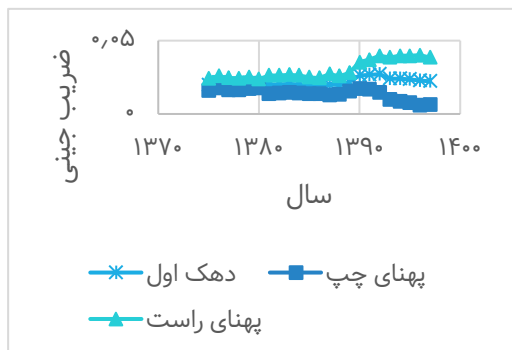 ۰٫۰۵
۰
ضریب جینی
۱۳۷۰ ۱۳۸۰ ۱۳۹۰ ۱۴۰۰
سال
دهک اول پهنای چپ
پهنای راست